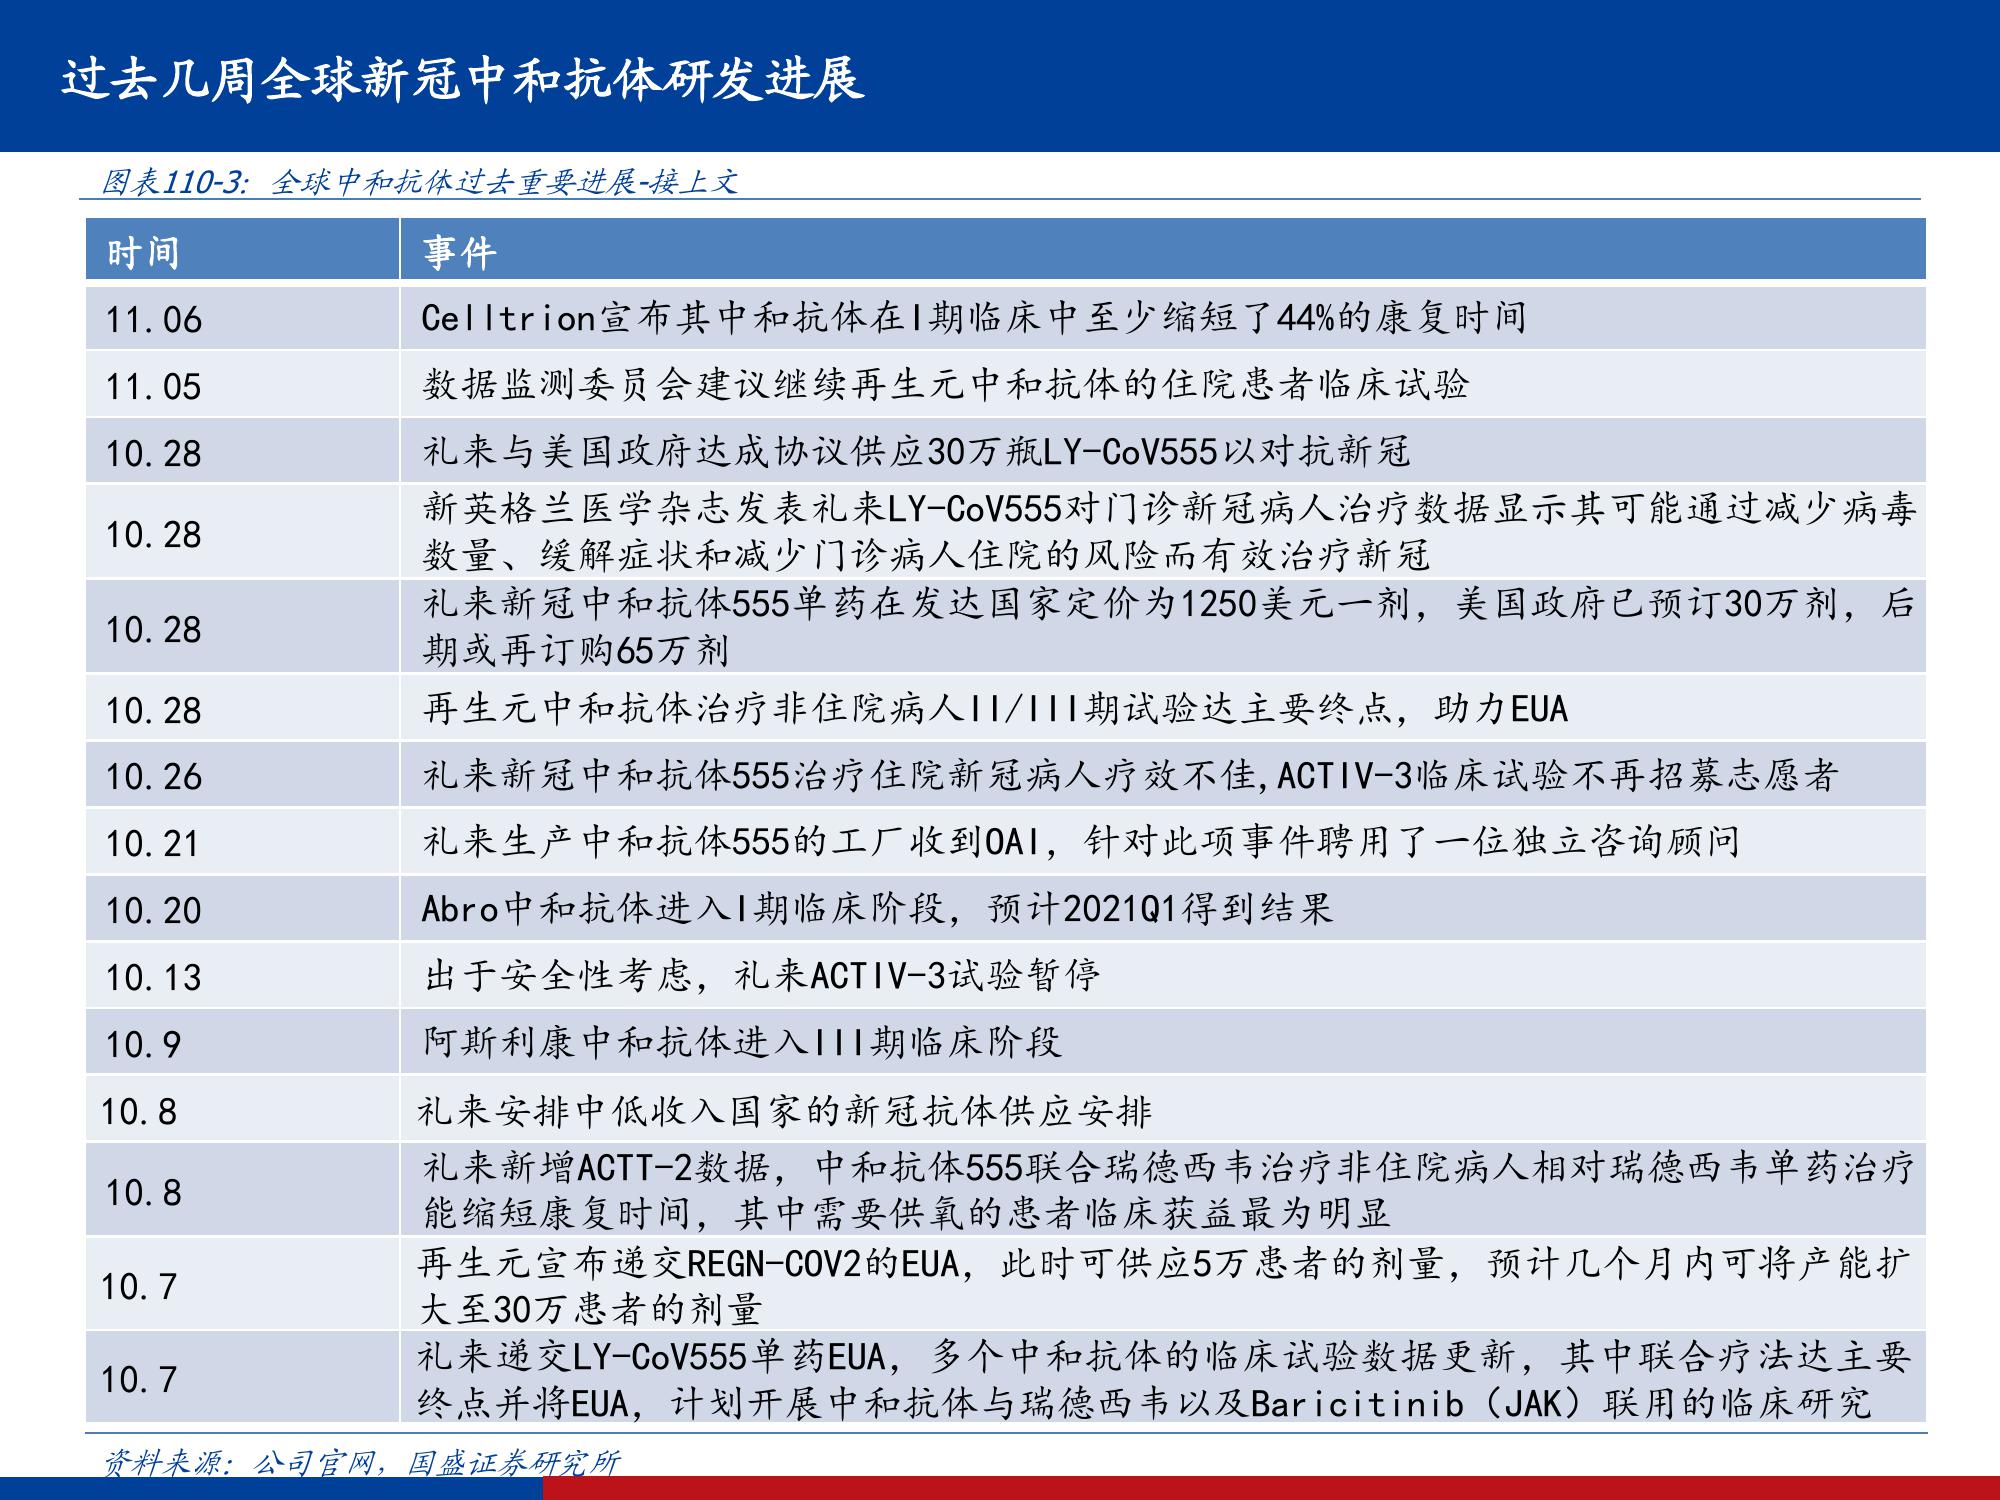 过去几周全球新冠中和抗体研发进展
图表110-3: 全球中和抗体过去重要进展-接上文
时间 事件
11.06 Celltrion宣布其中和抗体在I期临床中至少缩短了44%的康复时间
11.05 数据监测委员会建议继续再生元中和抗体的住院患者临床试验
10.28 礼来与美国政府达成协议供应30万瓶LY-CoV555以对抗新冠
10.28 新英格兰医学杂志发表礼来LY-CoV555对门诊新冠病人治疗数据显示其可能通过减少病毒
数量、缓解症状和减少门诊病人住院的风险而有效治疗新冠
10.28 礼来新冠中和抗体555单药在发达国家定价为1250美元一剂，美国政府已预订30万剂，后
期或再订购65万剂
10.28 再生元中和抗体治疗非住院病人II/III期试验达主要终点，助力EUA
10.26 礼来新冠中和抗体555治疗住院新冠病人疗效不佳,ACTIV-3临床试验不再招募志愿者
10.21 礼来生产中和抗体555的工厂收到OAI，针对此项事件聘用了一位独立咨询顾问
10.20 Abro中和抗体进入I期临床阶段，预计2021Q1得到结果
10.13 出于安全性考虑，礼来ACTIV-3试验暂停
10.9 阿斯利康中和抗体进入III期临床阶段
10.8 礼来安排中低收入国家的新冠抗体供应安排
10.8 礼来新增ACTT-2数据，中和抗体555联合瑞德西韦治疗非住院病人相对瑞德西韦单药治疗
能缩短康复时间，其中需要供氧的患者临床获益最为明显
10.7 再生元宣布递交REGN-COV2的EUA，此时可供应5万患者的剂量，预计几个月内可将产能扩
大至30万患者的剂量
10.7 礼来递交LY-CoV555单药EUA，多个中和抗体的临床试验数据更新，其中联合疗法达主要
终点并将EUA，计划开展中和抗体与瑞德西韦以及Baricitinib（JAK）联用的临床研究
资料来源：公司官网，国盛证券研究所